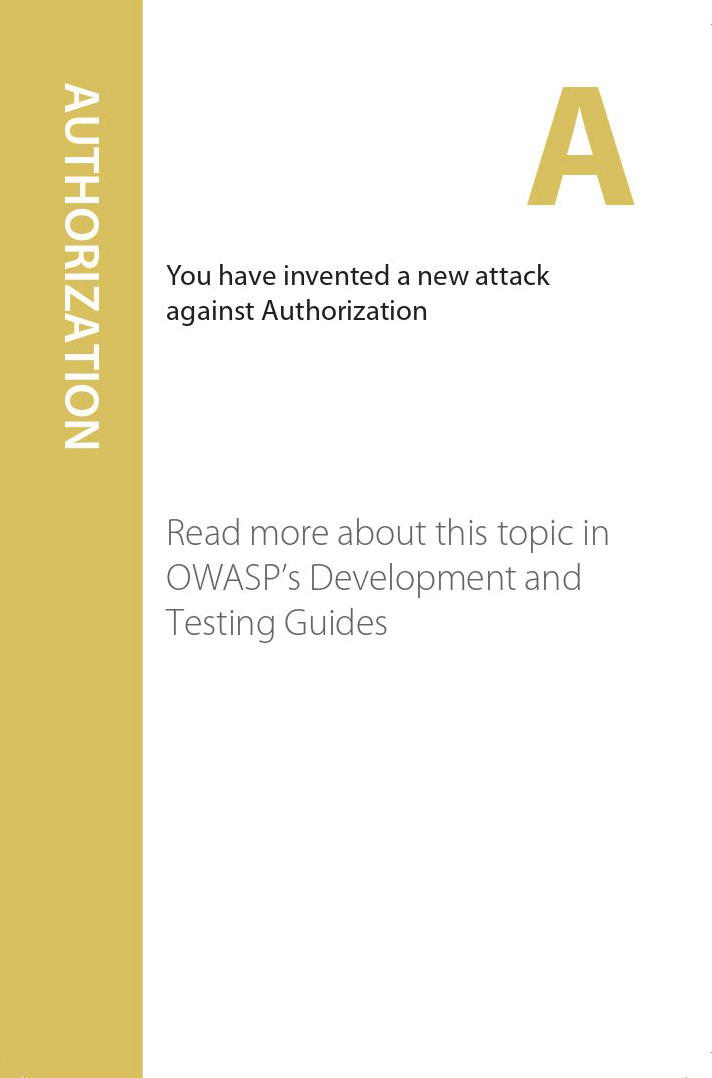 AUTHORIZATION
A
You have invented a new attack
against Authorization
Read more about this topic in
OWASP’s Development and
Testing Guides